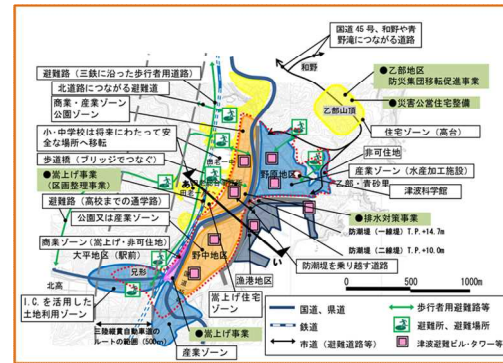 国道45号、和野や青
野滝につながる道路
和野
避難路（三鉄に沿った歩行者用道路）
北道路につながる避難道
商業・産業ゾーン
公園ゾーン
小・中学校は将来にわたって安
全な場所へ移転
歩道橋（ブリッジでつなぐ）
●嵩上げ事業
（区画整理事業）
避難路（高校までの通学路）
公園又は産業ゾーン
商業ゾーン（嵩上げ・非可住地）
大平地区（駅前）
北高
I.C.を活用した
土地利用ゾーン
三陸縦貫自動車道の
ルートの範囲（500m）
●乙部地区
防災集団移転促進事業
●災害公営住宅整備
乙部山頂
住宅ゾーン（高台）
非可住地
産業ゾーン（水産加工施設）
乙部・青砂里
津波科学館
野原地区
あ
い
●排水対策事業
防潮堤（一線堤）T.P.+14.7m
防潮堤（二線堤）T.P.+10.0m
防潮堤を乗り越す道路
野中地区
漁港地区
嵩上げ住宅
ゾーン
●嵩上げ事業
産業ゾーン
0
500
1000m
国道、県道
鉄道
市道（避難道路等）
歩行者用避難路等
避難所、避難場所
津波避難ビル・タワー等